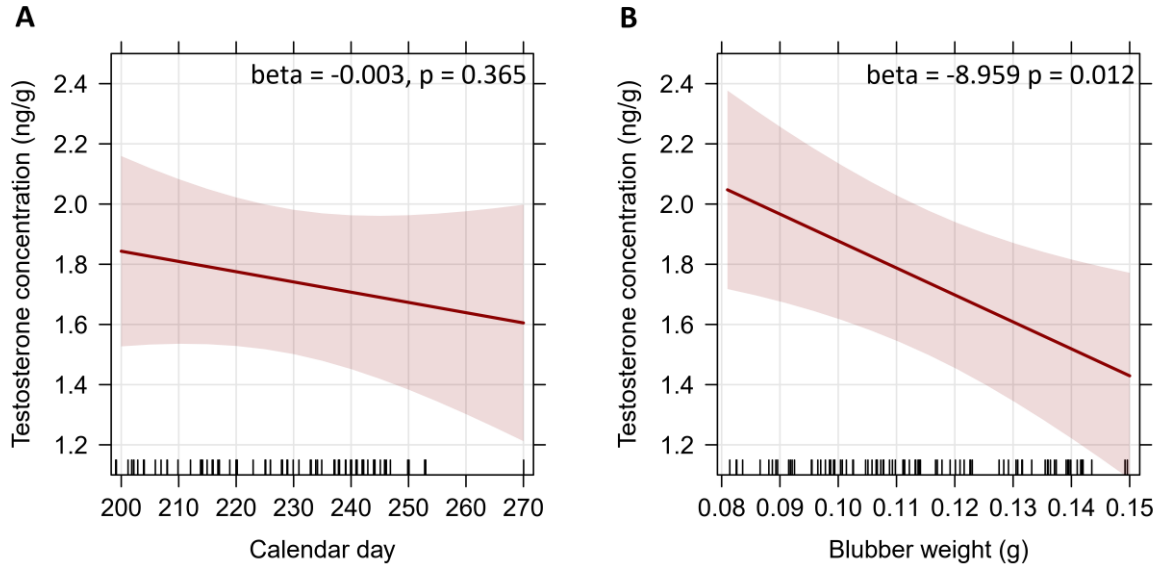 A
beta = -0.003, p = 0.365
Testosterone concentration (ng/g)
2.4
2.2
2.0
1.8
1.6
1.4
1.2
200 210 220 230 240 250 260 270
Calendar day
B
beta = -8.959 p = 0.012
Testosterone concentration (ng/g)
2.4
2.2
2.0
1.8
1.6
1.4
1.2
0.08 0.09 0.10 0.11 0.12 0.13 0.14 0.15
Blubber weight (g)